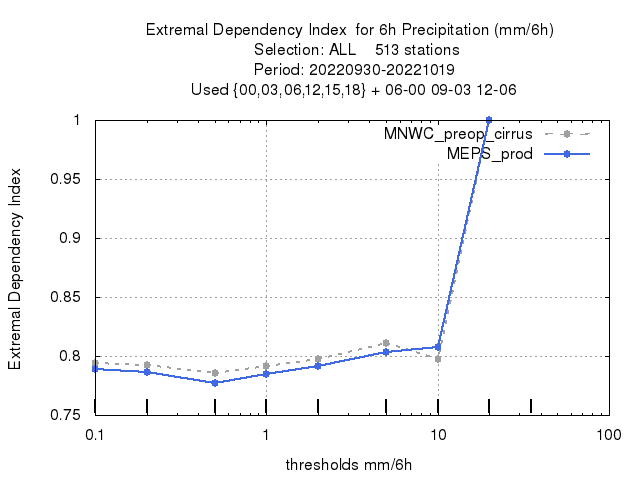 Extremal Dependency Index  for 6h Precipitation (mm/6h)
Selection: ALL    513 stations
Period: 20220930-20221019
Used {00,03,06,12,15,18} + 06-00 09-03 12-06
MNWC_preop_cirrus
MEPS_prod
Extremal Dependency Index
1
0.95
0.9
0.85
0.8
0.75
0.1 1 10 100
thresholds mm/6h